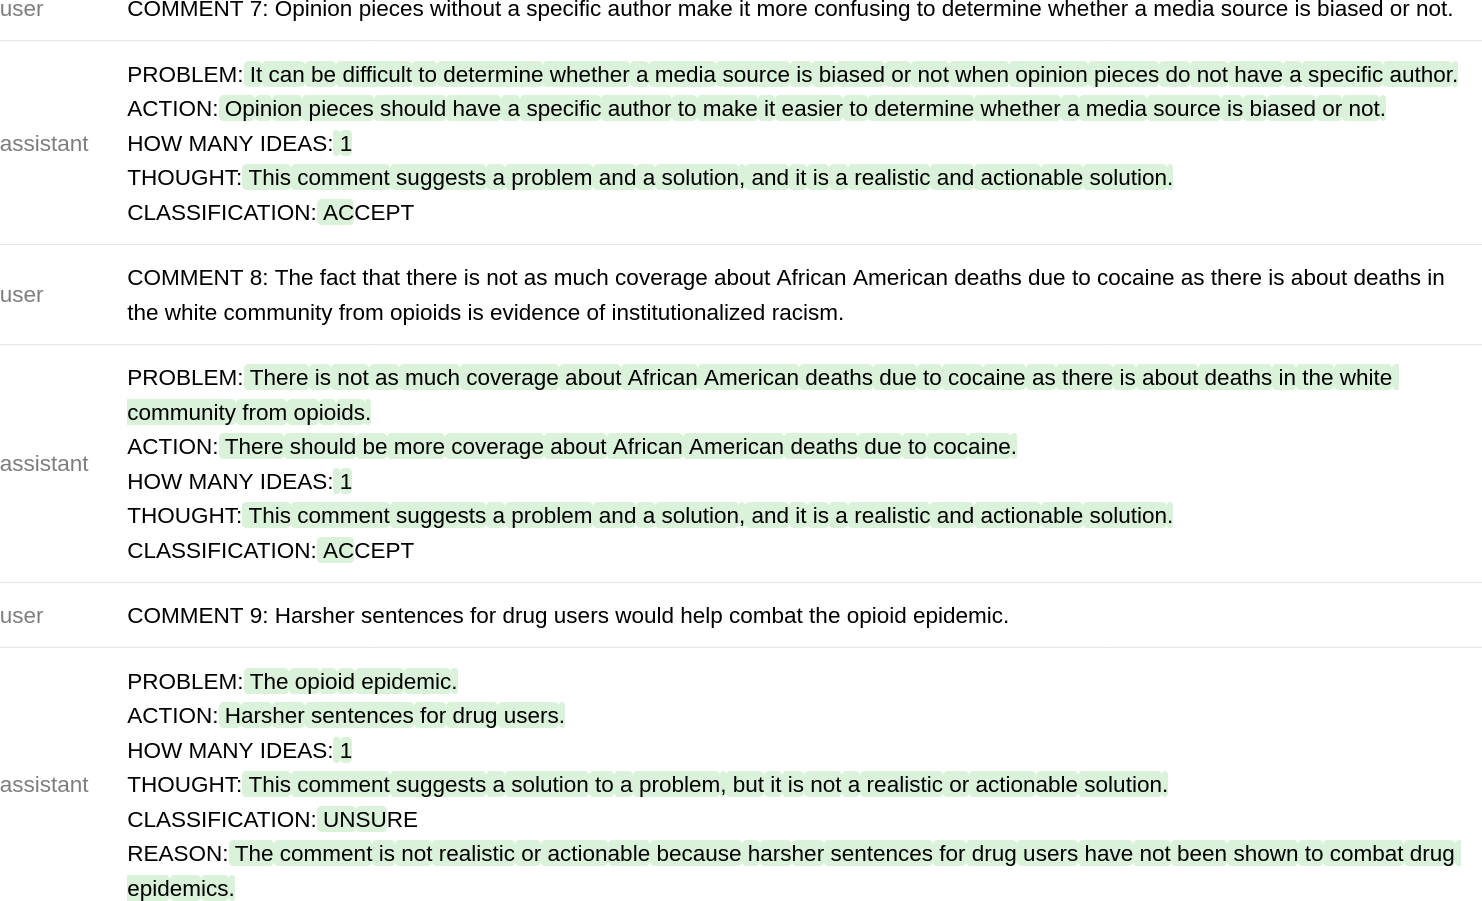 user
COMMENT 7: Opinion pieces without a specific author make it more confusing to determine whether a media source is biased or not.
PROBLEM: It can be difficult to determine whether a media source is biased or not when opinion pieces do not have a specific author.
ACTION: Opinion pieces should have a specific author to make it easier to determine whether a media source is biased or not.
assistant
HOW MANY IDEAS: 1
THOUGHT: This comment suggests a problem and a solution, and it is a realistic and actionable solution.
CLASSIFICATION: ACCEPT
user
COMMENT 8: The fact that there is not as much coverage about African American deaths due to cocaine as there is about deaths in
the white community from opioids is evidence of institutionalized racism.
PROBLEM: There is not as much coverage about African American deaths due to cocaine as there is about deaths in the white
community from opioids.
ACTION: There should be more coverage about African American deaths due to cocaine.
assistant
HOW MANY IDEAS: 1
THOUGHT: This comment suggests a problem and a solution, and it is a realistic and actionable solution.
CLASSIFICATION: ACCEPT
user
COMMENT 9: Harsher sentences for drug users would help combat the opioid epidemic.
PROBLEM: The opioid epidemic.
ACTION: Harsher sentences for drug users.
HOW MANY IDEAS: 1
assistant
THOUGHT: This comment suggests a solution to a problem, but it is not a realistic or actionable solution.
CLASSIFICATION: UNSURE
REASON: The comment is not realistic or actionable because harsher sentences for drug users have not been shown to combat drug
epidemics.